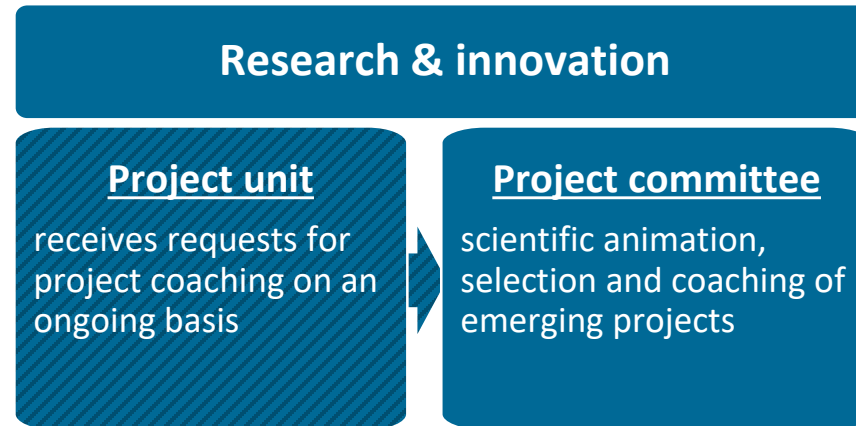 Research & innovation
Project unit
receives requests for
project coaching on an
ongoing basis
Project committee
scientific animation,
selection and coaching of
emerging projects